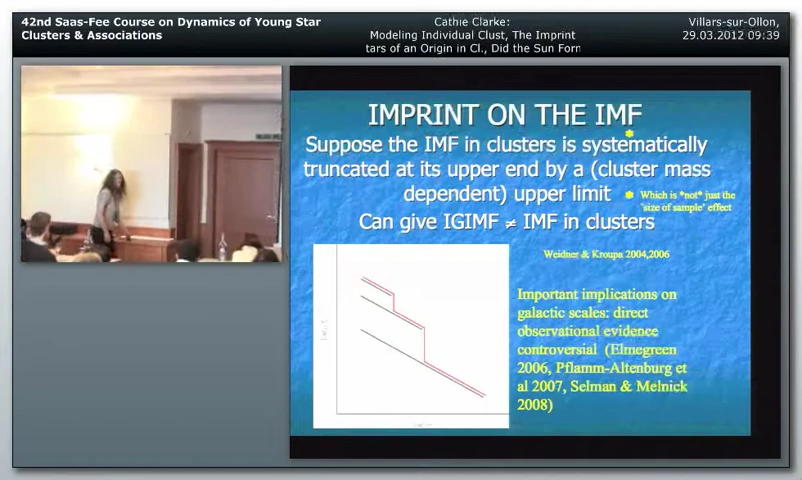 42nd Saas-Fee Course on Dynamics of Young Star
Clusters & Associations
Cathie Clarke:
Modeling Individual Clust, The Imprint
tars of an Origin in Cl., Did the Sun Forn
Villars-sur-Ollon,
29.03.2012 09:39
IMPRINT ON THE IMF
Suppose the IMF in clusters is systematically
truncated at its upper end by a (cluster mass
dependent) upper limit
Which is *not* just the
'size of sample' effect
Can give IGIMF ≠ IMF in clusters
Weidner & Kroupa 2004,2006
Important implications on
galactic scales: direct
observational evidence
controversial (Elmegreen
2006, Pflamm-Altenburg et
al 2007, Selman & Melnick
2008)